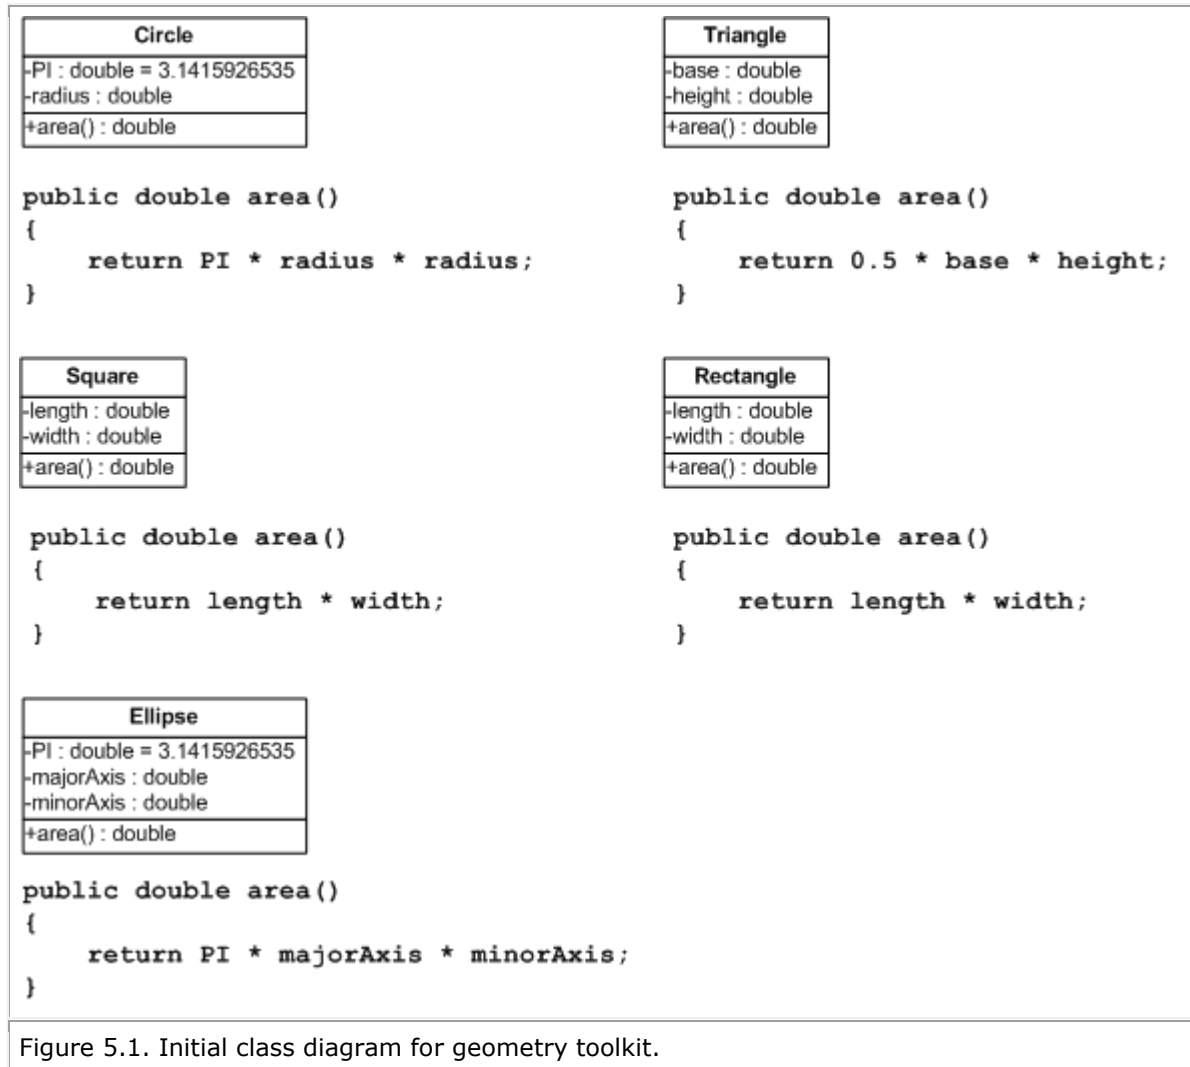 Circle
-PI : double = 3.1415926535
-radius : double
+area() : double
public double area()
{
return PI * radius * radius;
}
Triangle
-base : double
-height : double
+area() : double
public double area()
{
return 0.5 * base * height;
}
Square
-length : double
-width : double
+area() : double
public double area()
{
return length * width;
}
Rectangle
-length : double
-width : double
+area() : double
public double area()
{
return length * width;
}
Ellipse
-PI : double = 3.1415926535
-majorAxis : double
-minorAxis : double
+area() : double
public double area()
{
return PI * majorAxis * minorAxis;
}
Figure 5.1. Initial class diagram for geometry toolkit.